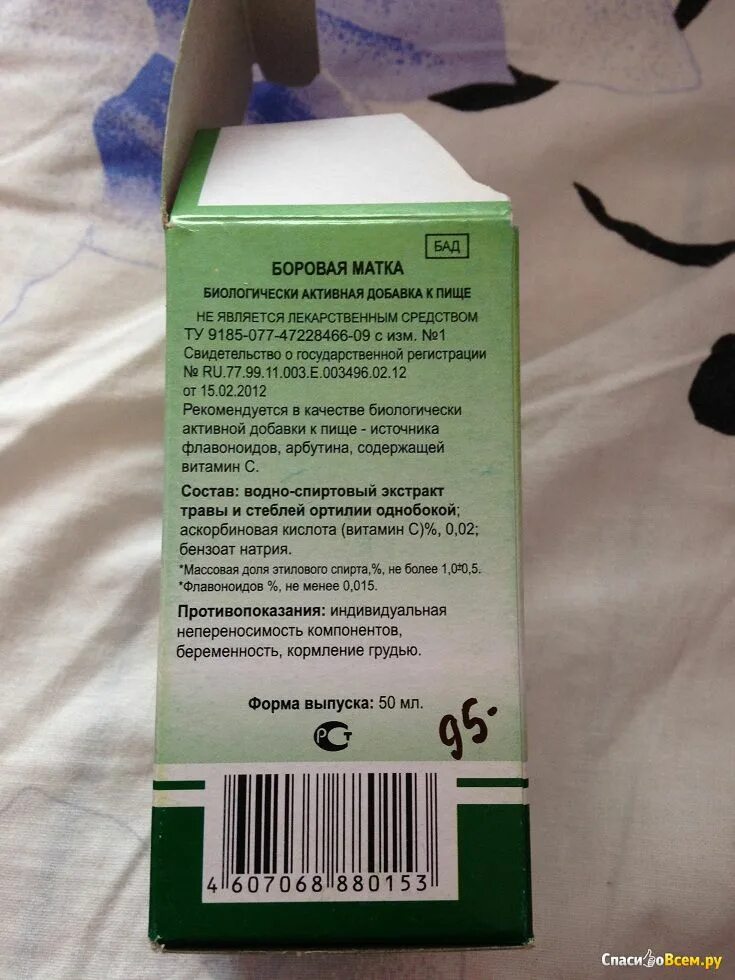 БАД
БОРОВАЯ МАТКА
БИОЛОГИЧЕСКИ АКТИВНАЯ ДОБАВКА К ПИЩЕ
НЕ ЯВЛЯЕТСЯ ЛЕКАРСТВЕННЫМ СРЕДСТВОМ
ТУ 9185-077-47228466-09 с изм. №1
Свидетельство о государственной регистрации
№ RU.77.99.11.003.Е.003496.02.12
от 15.02.2012
Рекомендуется в качестве биологически
активной добавки к пище - источника
флавоноидов, арбутина, содержащей
витамин С.
Состав: водно-спиртовый экстракт
травы и стеблей ортилии однобокой;
аскорбиновая кислота (витамин С)%, 0,02;
бензоат натрия.
*Массовая доля этилового спирта,%, не более 1,0±0,5.
*Флавоноидов %, не менее 0,015.
Противопоказания: индивидуальная
непереносимость компонентов,
беременность, кормление грудью.
Форма выпуска: 50 мл.
РСТ
95-
4 607068 880153
СпасибоВсем.ру